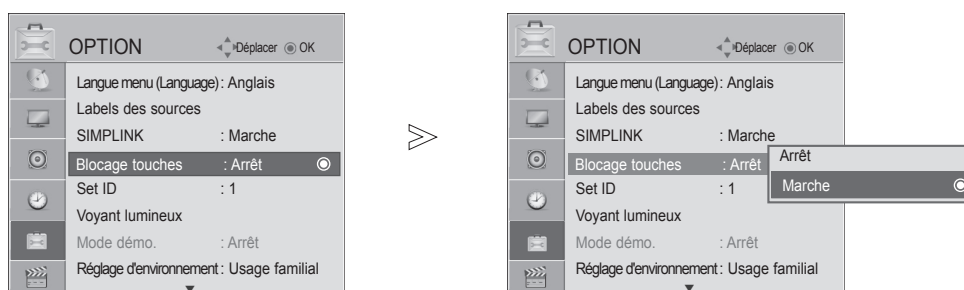 OPTION
Déplacer OK
Langue menu (Language) : Anglais
Labels des sources
SIMPLINK : Marche
Blocage touches : Arrêt
Set ID : 1
Voyant lumineux
Mode démo. : Arrêt
Réglage d'environnement : Usage familial
OPTION
Déplacer OK
Langue menu (Language) : Anglais
Labels des sources
SIMPLINK : Marche
Blocage touches : Arrêt
Set ID : 1
Voyant lumineux
Mode démo. : Arrêt
Réglage d'environnement : Usage familial
Arrêt
Marche